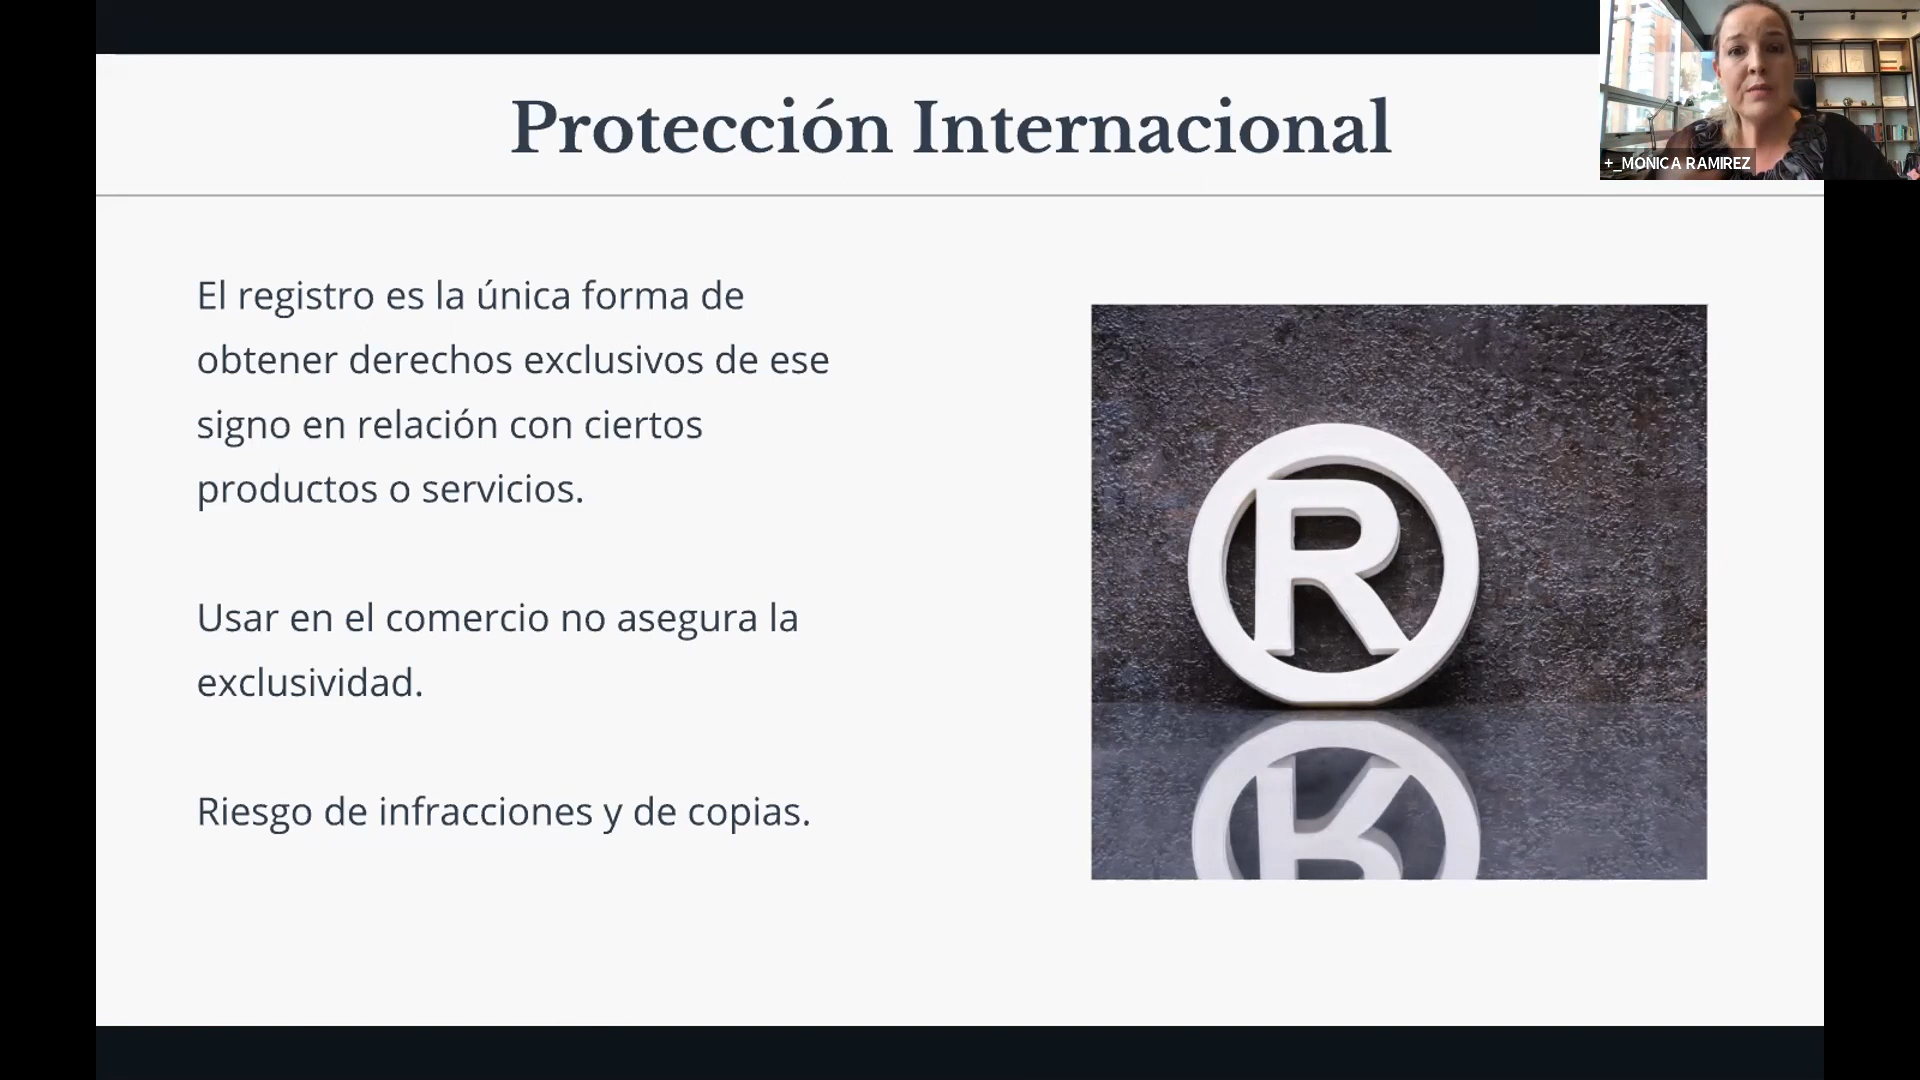 Protección Internacional
+_MONICA RAMIREZ
El registro es la única forma de
obtener derechos exclusivos de ese
signo en relación con ciertos
productos o servicios.
Usar en el comercio no asegura la
exclusividad.
Riesgo de infracciones y de copias.
R